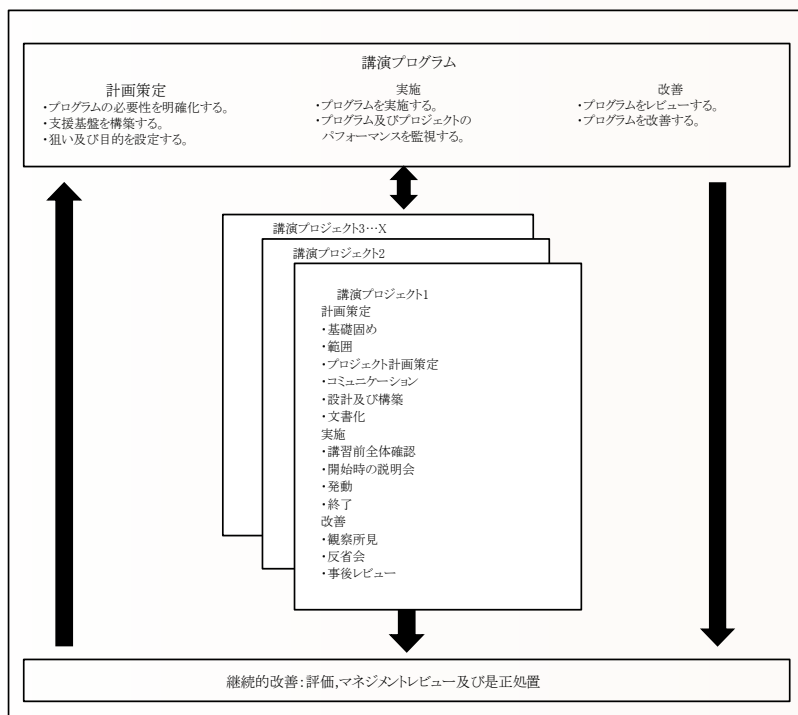 講演プログラム
計画策定
・プログラムの必要性を明確化する。
・支援基盤を構築する。
・狙い及び目的を設定する。
実施
・プログラムを実施する。
・プログラム及びプロジェクトの
パフォーマンスを監視する。
改善
・プログラムをレビューする。
・プログラムを改善する。
講演プロジェクト3…X
講演プロジェクト2
講演プロジェクト1
計画策定
・基礎固め
・範囲
・プロジェクト計画策定
・コミュニケーション
・設計及び構築
・文書化
実施
・講習前全体確認
・開始時の説明会
・発動
・終了
改善
・観察所見
・反省会
・事後レビュー
継続的改善：評価,マネジメントレビュー及び是正処置